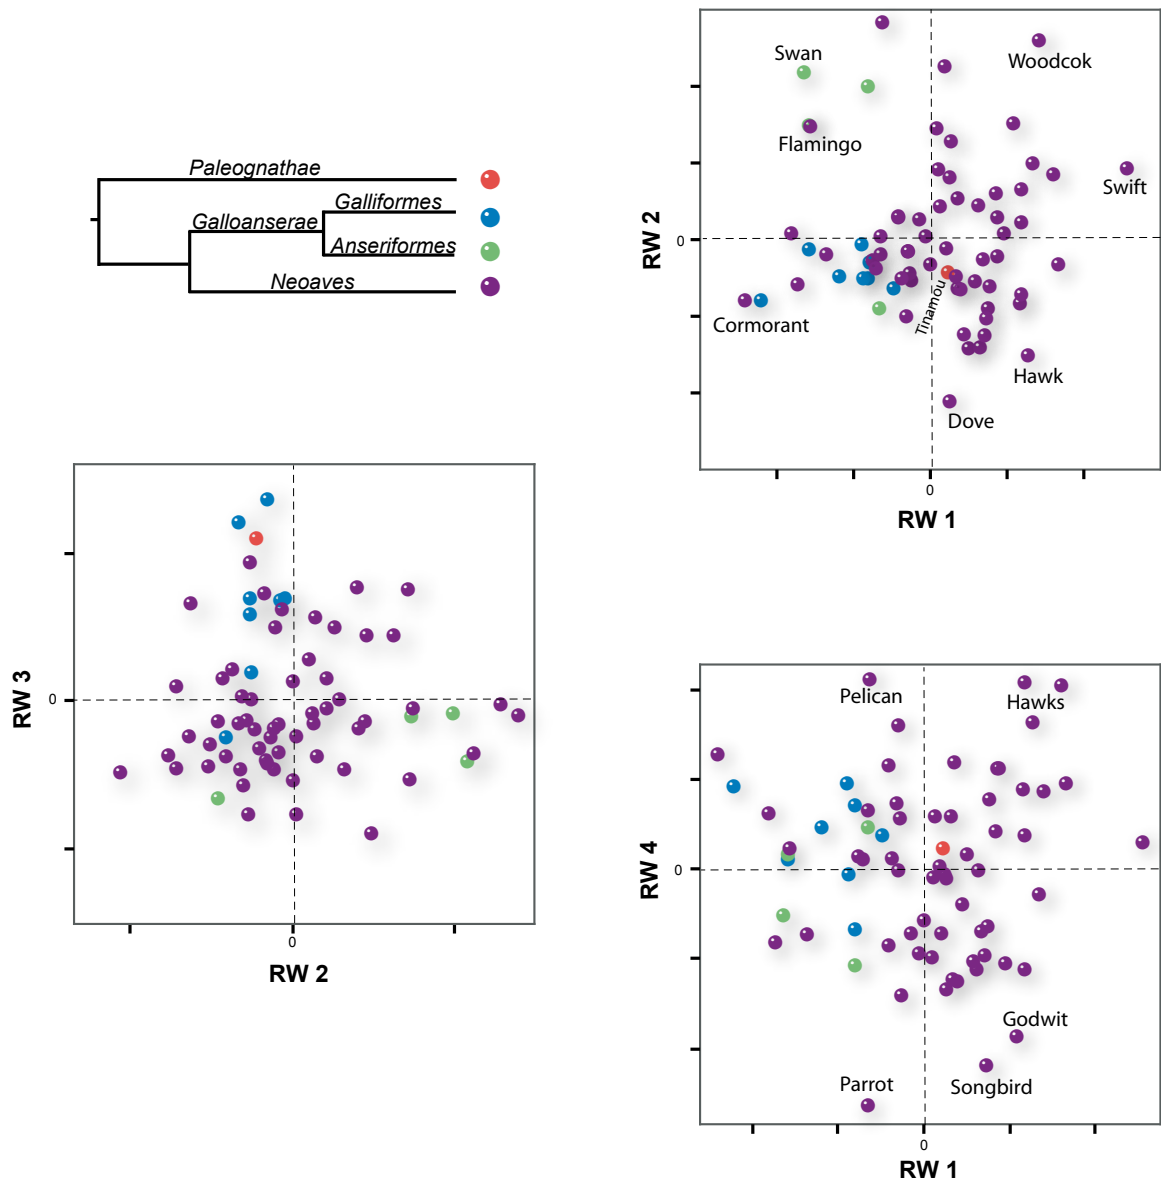 Paleognathae
Galliformes
Galloanserae
Anseriformes
Neoaves
Swan
Woodcok
Flamingo
Swift
RW 2
0
Tinamou
Cormorant
Hawk
Dove
0
RW 1
RW 3
0
0
RW 2
Pelican
Hawks
RW 4
0
Godwit
Parrot
Songbird
0
RW 1